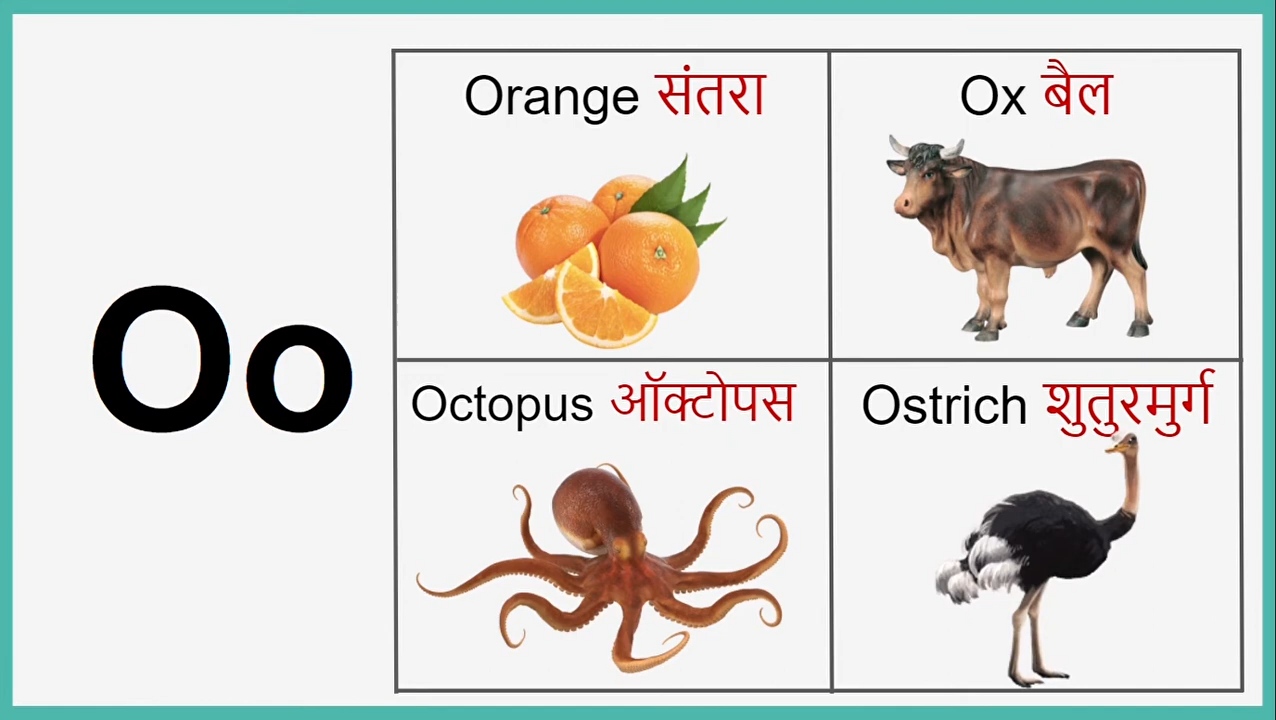 Oo
Orange संतरा
Ox बैल
Octopus ऑक्टोपस
Ostrich शुतुरमुर्ग